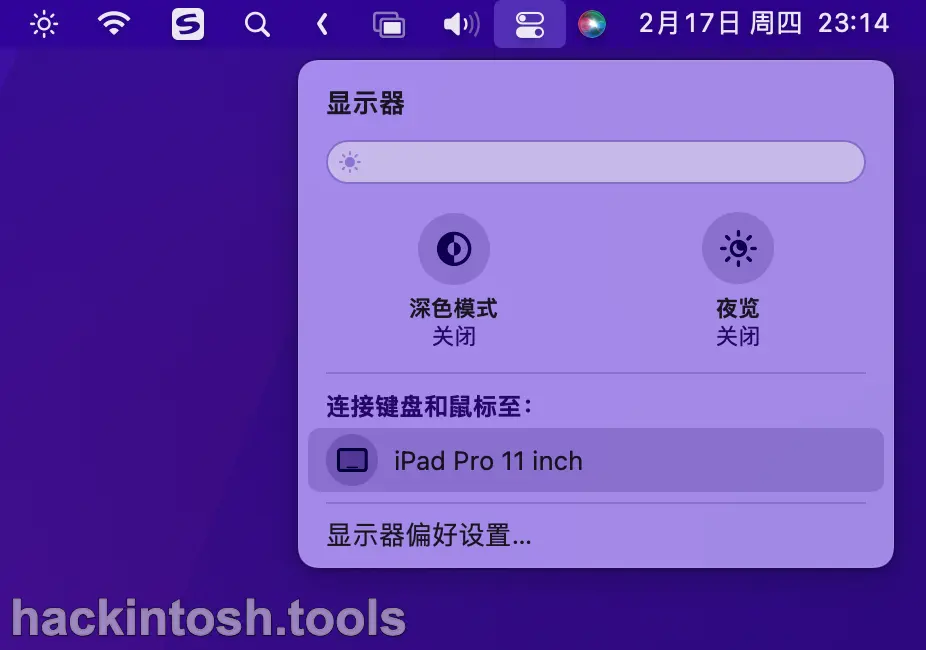 2月17日 周四 23:14
显示器
深色模式
关闭
夜览
关闭
连接键盘和鼠标至：
iPad Pro 11 inch
显示器偏好设置...
hackintosh.tools